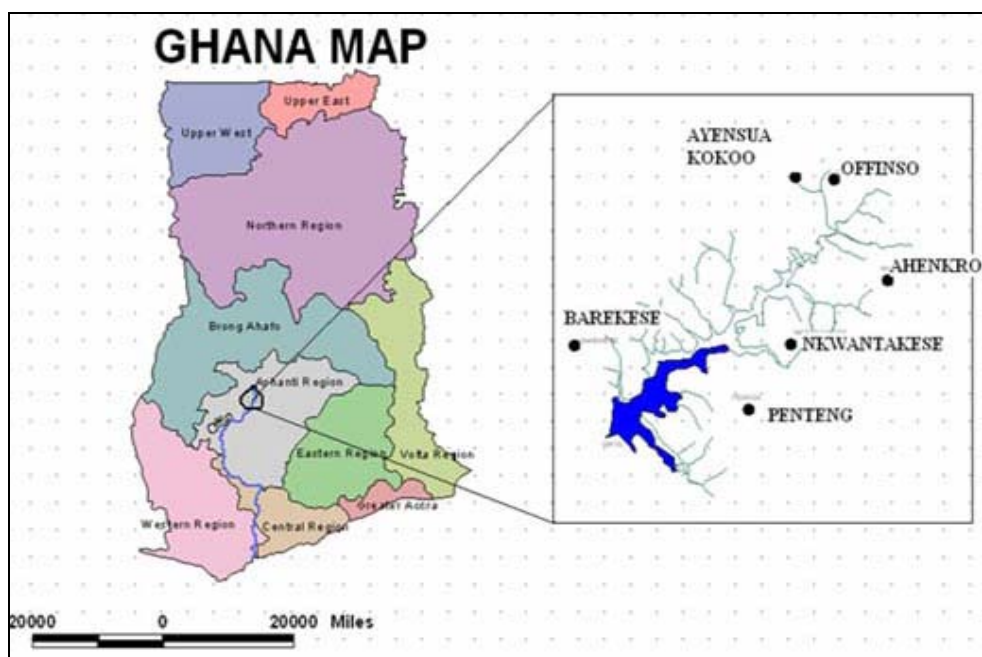 GHANA MAP
Upper East
Upper West
Northern Region
Brong Ahafo
Aphanti Region
Eastern Region
Volta Region
Greater Accra
Western Region
Central Region
20000 0 20000 Miles
AYENSUA
KOKOO
OFFINSO
AHENKRO
BAREKESE
NKWANTAKESE
PENTENG